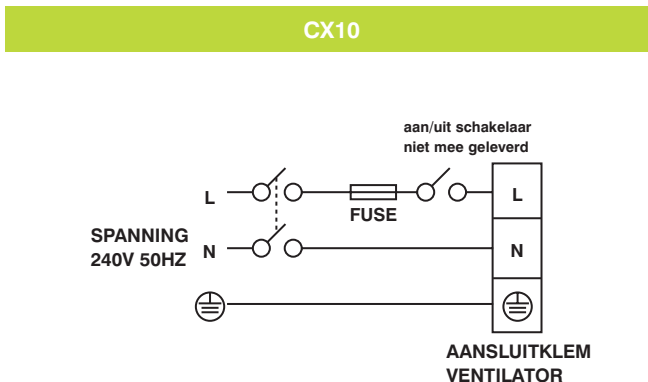 CX10
aan/uit schakelaar
niet mee geleverd
L
L
FUSE
SPANNING
240V 50HZ
N
N
AANSLUITKLEM
VENTILATOR